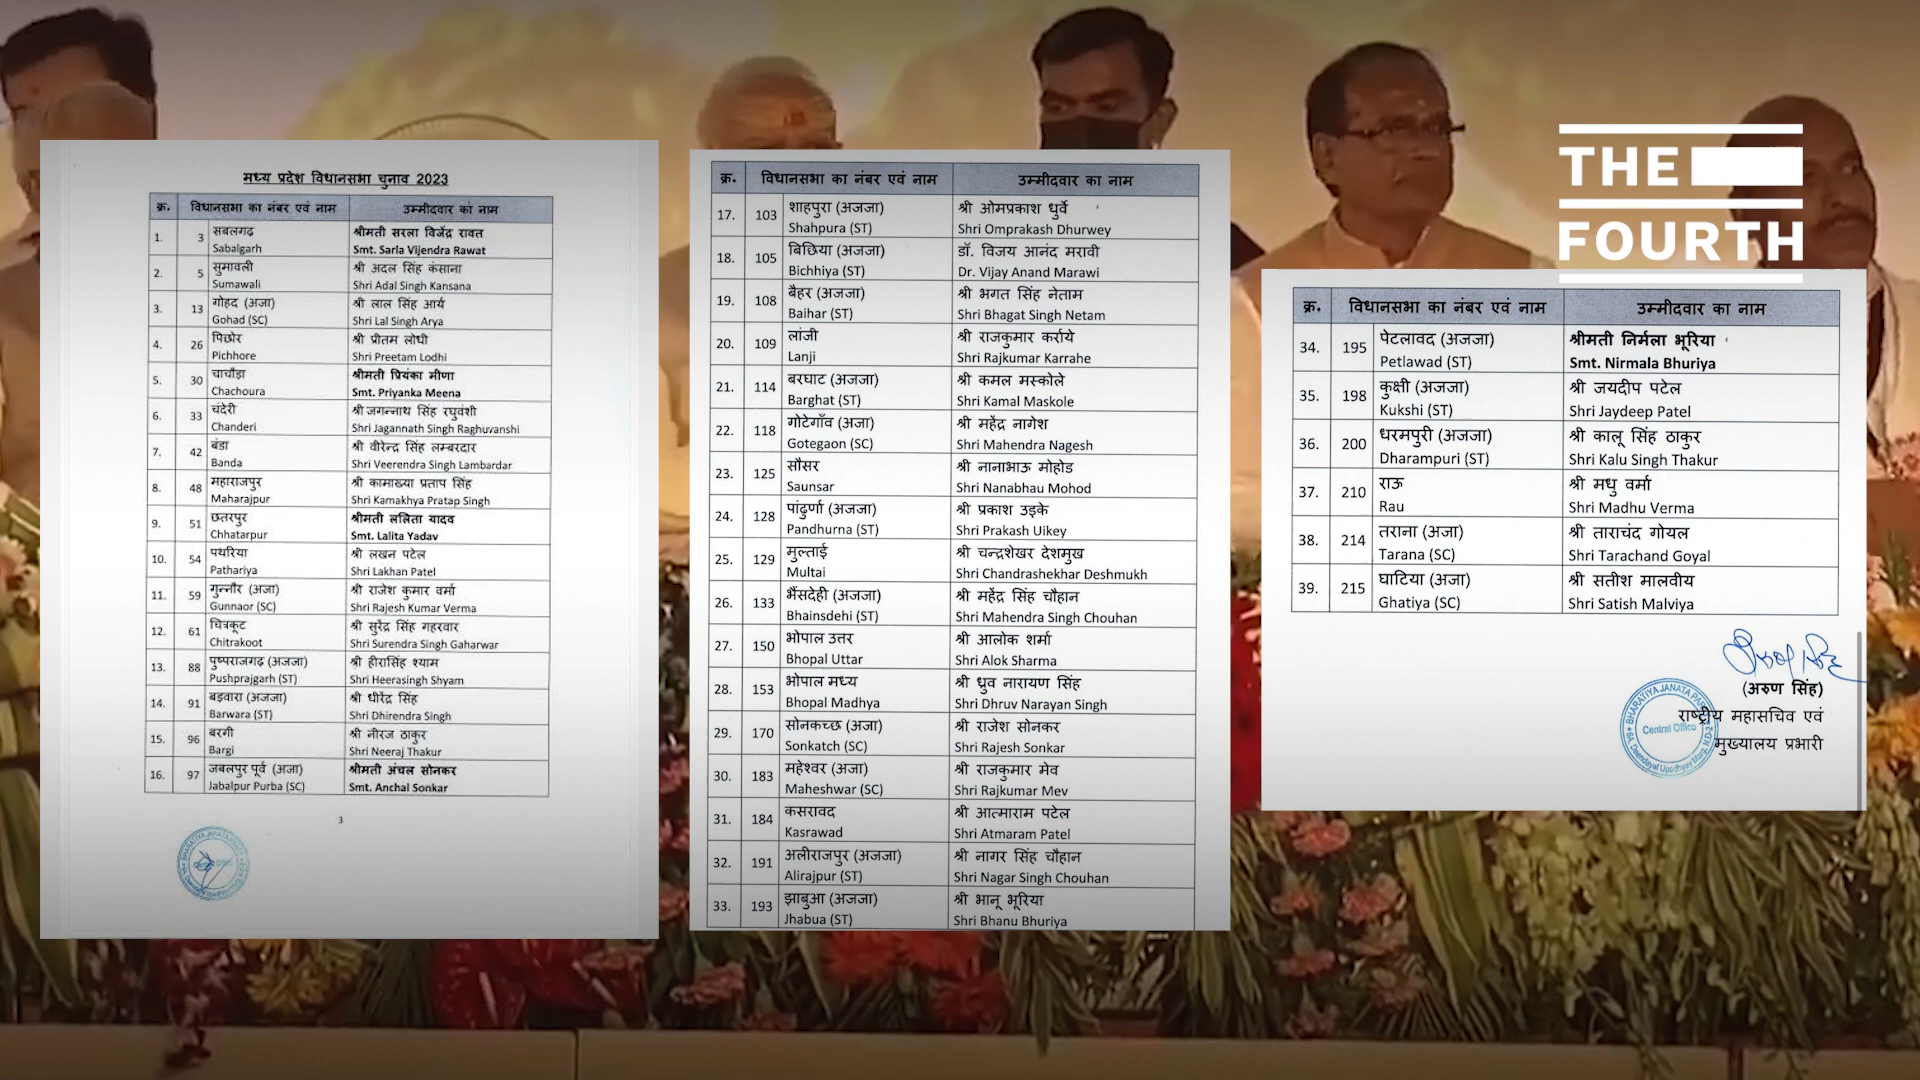 मध्य प्रदेश विधानसभा चुनाव 2023
क्र. विधानसभा का नंबर एवं नाम उम्मीदवार का नाम
1. 3 सबलगढ़ श्रीमती सरला विजेंद्र रावत
Sabalgarh Smt. Sarla Vijendra Rawat
2. 5 सुमावली श्री अदल सिंह कंसाना
Sumawali Shri Adal Singh Kansana
3. 13 गोहद (अजा) श्री लाल सिंह आर्य
Gohad (SC) Shri Lal Singh Arya
4. 26 पिछोर श्री प्रीतम लोधी
Pichhore Shri Preetam Lodhi
5. 30 चाचौड़ा श्रीमती प्रियंका मीणा
Chachoura Smt. Priyanka Meena
6. 33 चंदेरी श्री जगन्नाथ सिंह रघुवंशी
Chanderi Shri Jagannath Singh Raghuvanshi
7. 42 बंडा श्री वीरेन्द्र सिंह लम्बरदार
Banda Shri Veerendra Singh Lambardar
8. 48 महाराजपुर श्री कामाख्या प्रताप सिंह
Maharajpur Shri Kamakhya Pratap Singh
9. 51 छतरपुर श्रीमती ललिता यादव
Chhatarpur Smt. Lalita Yadav
10. 54 पथरिया श्री लखन पटेल
Pathariya Shri Lakhan Patel
11. 59 गुन्नौर (अजा) श्री राजेश कुमार वर्मा
Gunnaor (SC) Shri Rajesh Kumar Verma
12. 61 चित्रकूट श्री सुरेंद्र सिंह गहरवार
Chitrakoot Shri Surendra Singh Gaharwar
13. 88 पुष्पराजगढ़ (अजजा) श्री हीरासिंह श्याम
Pushprajgarh (ST) Shri Heerasingh Shyam
14. 91 बड़वारा (अजजा) श्री धीरेंद्र सिंह
Barwara (ST) Shri Dhirendra Singh
15. 96 बरगी श्री नीरज ठाकुर
Bargi Shri Neeraj Thakur
16. 97 जबलपुर पूर्व (अजा) श्रीमती अंचल सोनकर
Jabalpur Purba (SC) Smt. Anchal Sonkar
3
क्र. विधानसभा का नंबर एवं नाम उम्मीदवार का नाम
17. 103 शाहपुरा (अजजा) श्री ओमप्रकाश धुर्वे
Shahpura (ST) Shri Omprakash Dhurwey
18. 105 बिछिया (अजजा) डॉ. विजय आनंद मरावी
Bichhiya (ST) Dr. Vijay Anand Marawi
19. 108 बैहर (अजजा) श्री भगत सिंह नेताम
Baihar (ST) Shri Bhagat Singh Netam
20. 109 लांजी श्री राजकुमार कर्राये
Lanji Shri Rajkumar Karrahe
21. 114 बरघाट (अजजा) श्री कमल मस्कोले
Barghat (ST) Shri Kamal Maskole
22. 118 गोटेगाँव (अजा) श्री महेंद्र नागेश
Gotegaon (SC) Shri Mahendra Nagesh
23. 125 सौसर श्री नानाभाऊ मोहोड
Saunsar Shri Nanabhau Mohod
24. 128 पांढुर्णा (अजजा) श्री प्रकाश उइके
Pandhurna (ST) Shri Prakash Uikey
25. 129 मुल्ताई श्री चन्द्रशेखर देशमुख
Multai Shri Chandrashekhar Deshmukh
26. 133 भैंसदेही (अजजा) श्री महेंद्र सिंह चौहान
Bhainsdehi (ST) Shri Mahendra Singh Chouhan
27. 150 भोपाल उत्तर श्री आलोक शर्मा
Bhopal Uttar Shri Alok Sharma
28. 153 भोपाल मध्य श्री ध्रुव नारायण सिंह
Bhopal Madhya Shri Dhruv Narayan Singh
29. 170 सोनकच्छ (अजा) श्री राजेश सोनकर
Sonkatch (SC) Shri Rajesh Sonkar
30. 183 महेश्वर (अजा) श्री राजकुमार मेव
Maheshwar (SC) Shri Rajkumar Mev
31. 184 कसरावद श्री आत्माराम पटेल
Kasrawad Shri Atmaram Patel
32. 191 अलीराजपुर (अजजा) श्री नागर सिंह चौहान
Alirajpur (ST) Shri Nagar Singh Chouhan
33. 193 झाबुआ (अजजा) श्री भानू भूरिया
Jhabua (ST) Shri Bhanu Bhuriya
THE
FOURTH
क्र. विधानसभा का नंबर एवं नाम उम्मीदवार का नाम
34. 195 पेटलावद (अजजा) श्रीमती निर्मला भूरिया
Petlawad (ST) Smt. Nirmala Bhuriya
35. 198 कुक्षी (अजजा) श्री जयदीप पटेल
Kukshi (ST) Shri Jaydeep Patel
36. 200 धरमपुरी (अजजा) श्री कालू सिंह ठाकुर
Dharampuri (ST) Shri Kalu Singh Thakur
37. 210 राऊ श्री मधु वर्मा
Rau Shri Madhu Verma
38. 214 तराना (अजा) श्री ताराचंद गोयल
Tarana (SC) Shri Tarachand Goyal
39. 215 घाटिया (अजा) श्री सतीश मालवीय
Ghatiya (SC) Shri Satish Malviya
(अरुण सिंह)
राष्ट्रीय महासचिव एवं
मुख्यालय प्रभारी
BHARATIYA JANATA
Central Office